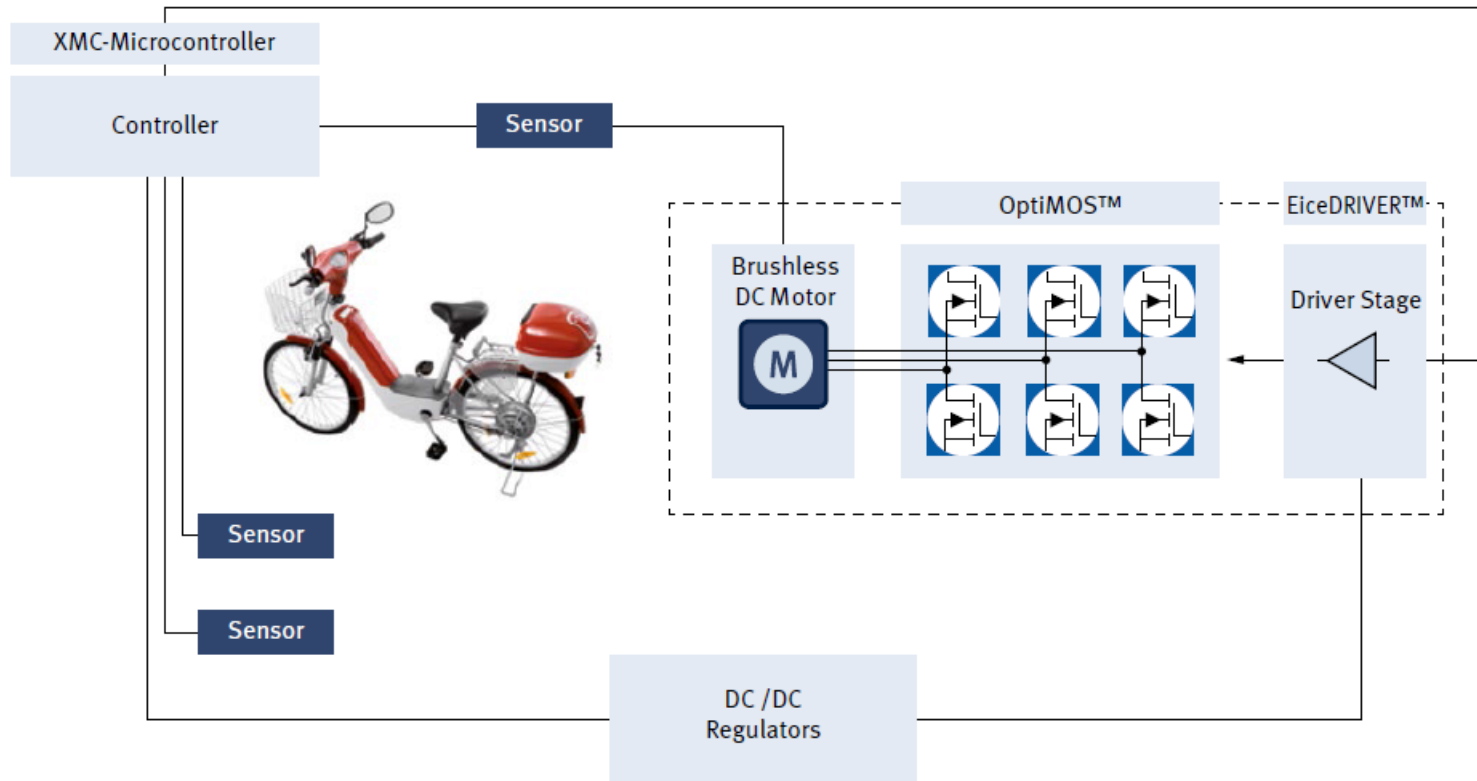 XMC-Microcontroller
Controller
Sensor
OptiMOS™
EiceDRIVER™
Brushless
DC Motor
M
Driver Stage
Sensor
Sensor
DC /DC
Regulators